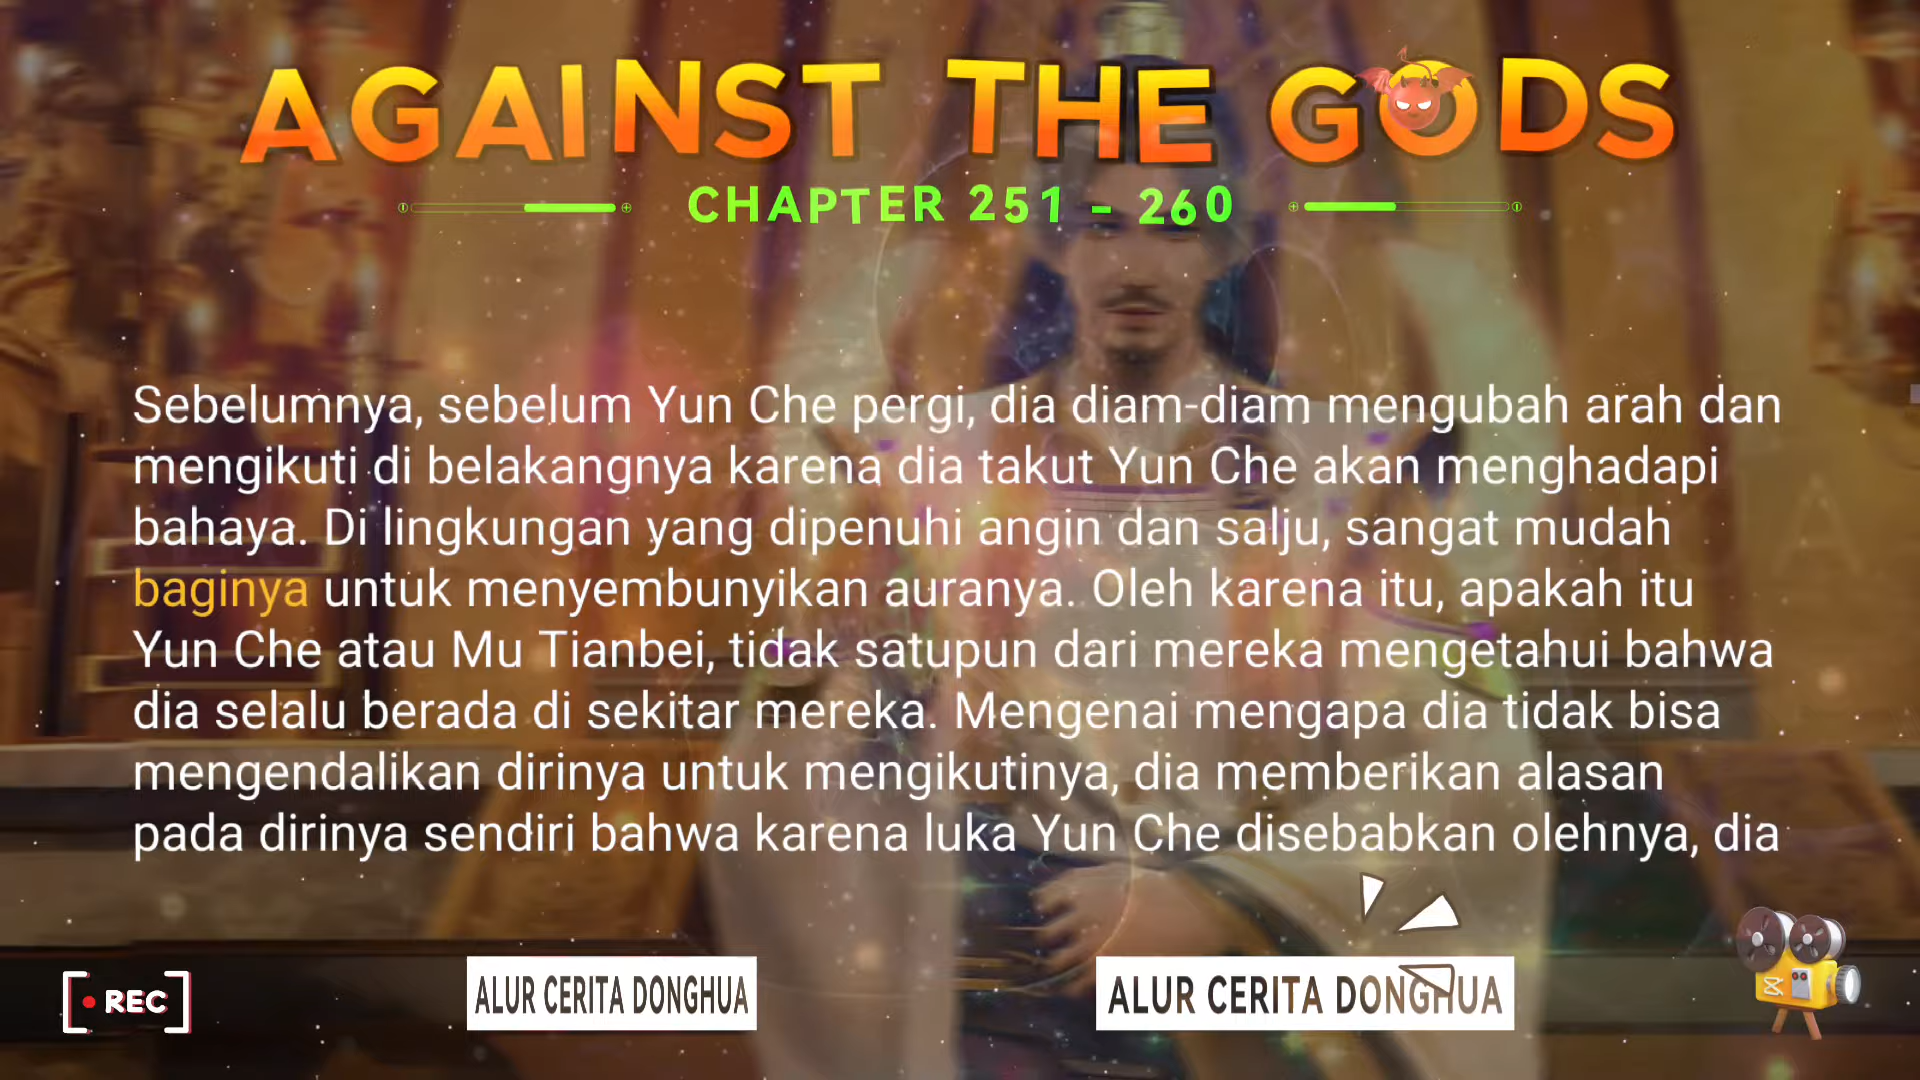 AGAINST THE GODS
CHAPTER 251 - 260
Sebelumnya, sebelum Yun Che pergi, dia diam-diam mengubah arah dan
mengikuti di belakangnya karena dia takut Yun Che akan menghadapi
bahaya. Di lingkungan yang dipenuhi angin dan salju, sangat mudah
baginya untuk menyembunyikan auranya. Oleh karena itu, apakah itu
Yun Che atau Mu Tianbei, tidak satupun dari mereka mengetahui bahwa
dia selalu berada di sekitar mereka. Mengenai mengapa dia tidak bisa
mengendalikan dirinya untuk mengikutinya, dia memberikan alasan
pada dirinya sendiri bahwa karena luka Yun Che disebabkan olehnya, dia
REC
ALUR CERITA DONGHUA
ALUR CERITA DONGHUA